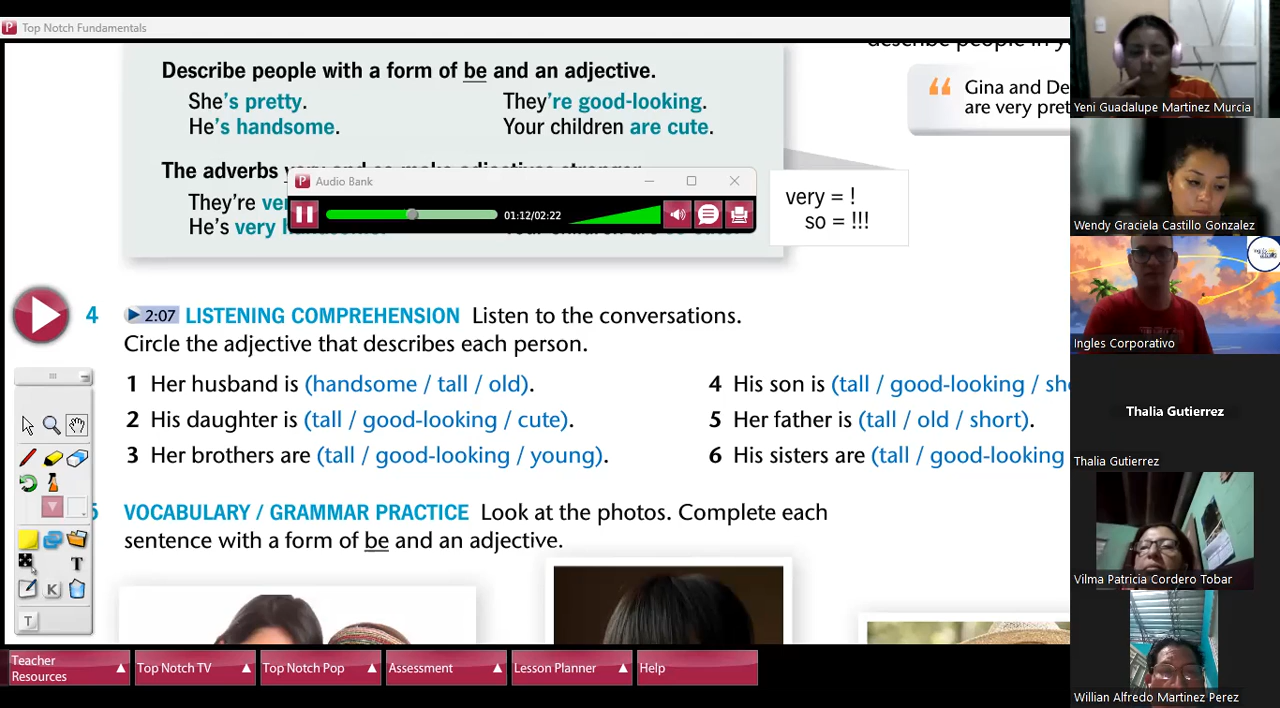 Top Notch Fundamentals
Describe people with a form of be and an adjective.
She's pretty.
They're good-looking.
He's handsome.
Your children are cute.
The adverbs
They're
He's very
Audio Bank
01:12/02:22
very = !
so = !!!
Gina and De
are very pret
4 2:07 LISTENING COMPREHENSION Listen to the conversations.
Circle the adjective that describes each person.
1 Her husband is (handsome / tall / old).
2 His daughter is (tall / good-looking / cute).
3 Her brothers are (tall / good-looking / young).
4 His son is (tall / good-looking / sho
5 Her father is (tall / old / short).
6 His sisters are (tall / good-looking
VOCABULARY / GRAMMAR PRACTICE Look at the photos. Complete each
sentence with a form of be and an adjective.
T
K
T
Teacher
Resources
Top Notch TV
Top Notch Pop
Assessment
Lesson Planner
Help
Yeni Guadalupe Martinez Murcia
Wendy Graciela Castillo Gonzalez
Ingles Corporativo
Thalia Gutierrez
Thalia Gutierrez
Vilma Patricia Cordero Tobar
Willian Alfredo Martinez Perez